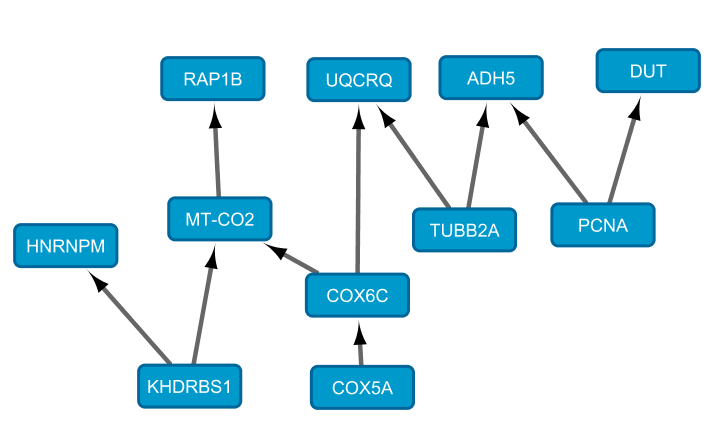 DUT
RAP1B
UQCRQ
ADH5
MT-CO2
TUBB2A
PCNA
HNRNPM
COX6C
KHDRBS1
COX5A